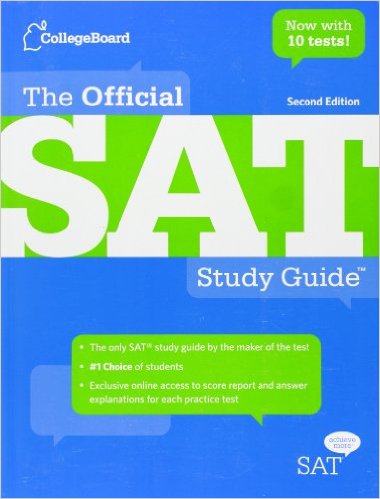 CollegeBoard
Now with
10 tests!
The Official
Second Edition
SAT
Study Guide™
• The only SAT® study guide by the maker of the test
• #1 Choice of students
• Exclusive online access to score report and answer
explanations for each practice test
achieve
more
SAT